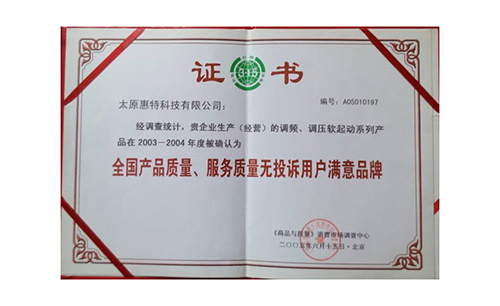 证 315 书
太原惠特科技有限公司：
编号：A05010197
经调查统计，贵企业生产（经营）的调频、调压软起动系列产
品在2003－2004年度被确认为
全国产品质量、服务质量无投诉用户满意品牌
《商品与质量》消费市场调查中心
二〇〇五年六月十五日·北京